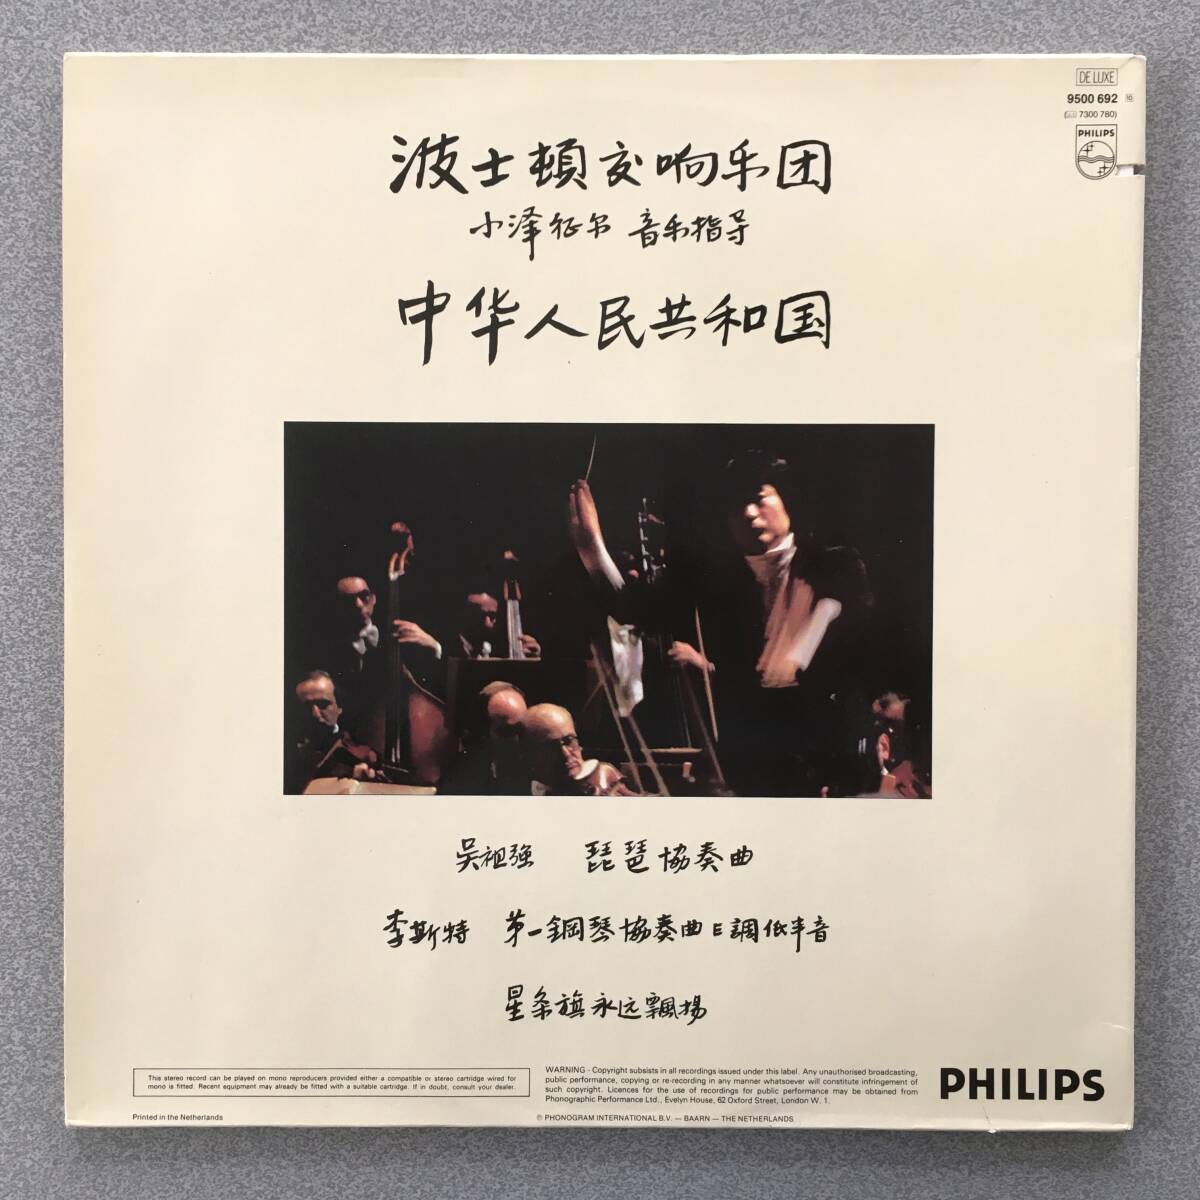 DE LUXE
9500 692 10
(7300 780)
PHILIPS
波士頓交响乐团
小泽征尔 音乐指导
中华人民共和国
吴祖强 琵琶協奏曲
李斯特 第一鋼琴協奏曲E調低半音
星条旗永远飄揚
This stereo record can be played on mono reproducers provided either a compatible or stereo cartridge wired for
mono is fitted. Recent equipment may already be fitted with a suitable cartridge. If in doubt, consult your dealer.
WARNING - Copyright subsists in all recordings issued under this label. Any unauthorised broadcasting,
public performance, copying or re-recording in any manner whatsoever will constitute infringement of
such copyright. Licences for the use of recordings for public performance may be obtained from
Phonographic Performance Ltd., Evelyn House, 62 Oxford Street, London W. 1.
PHILIPS
Printed in the Netherlands
℗ PHONOGRAM INTERNATIONAL B.V. — BAARN — THE NETHERLANDS